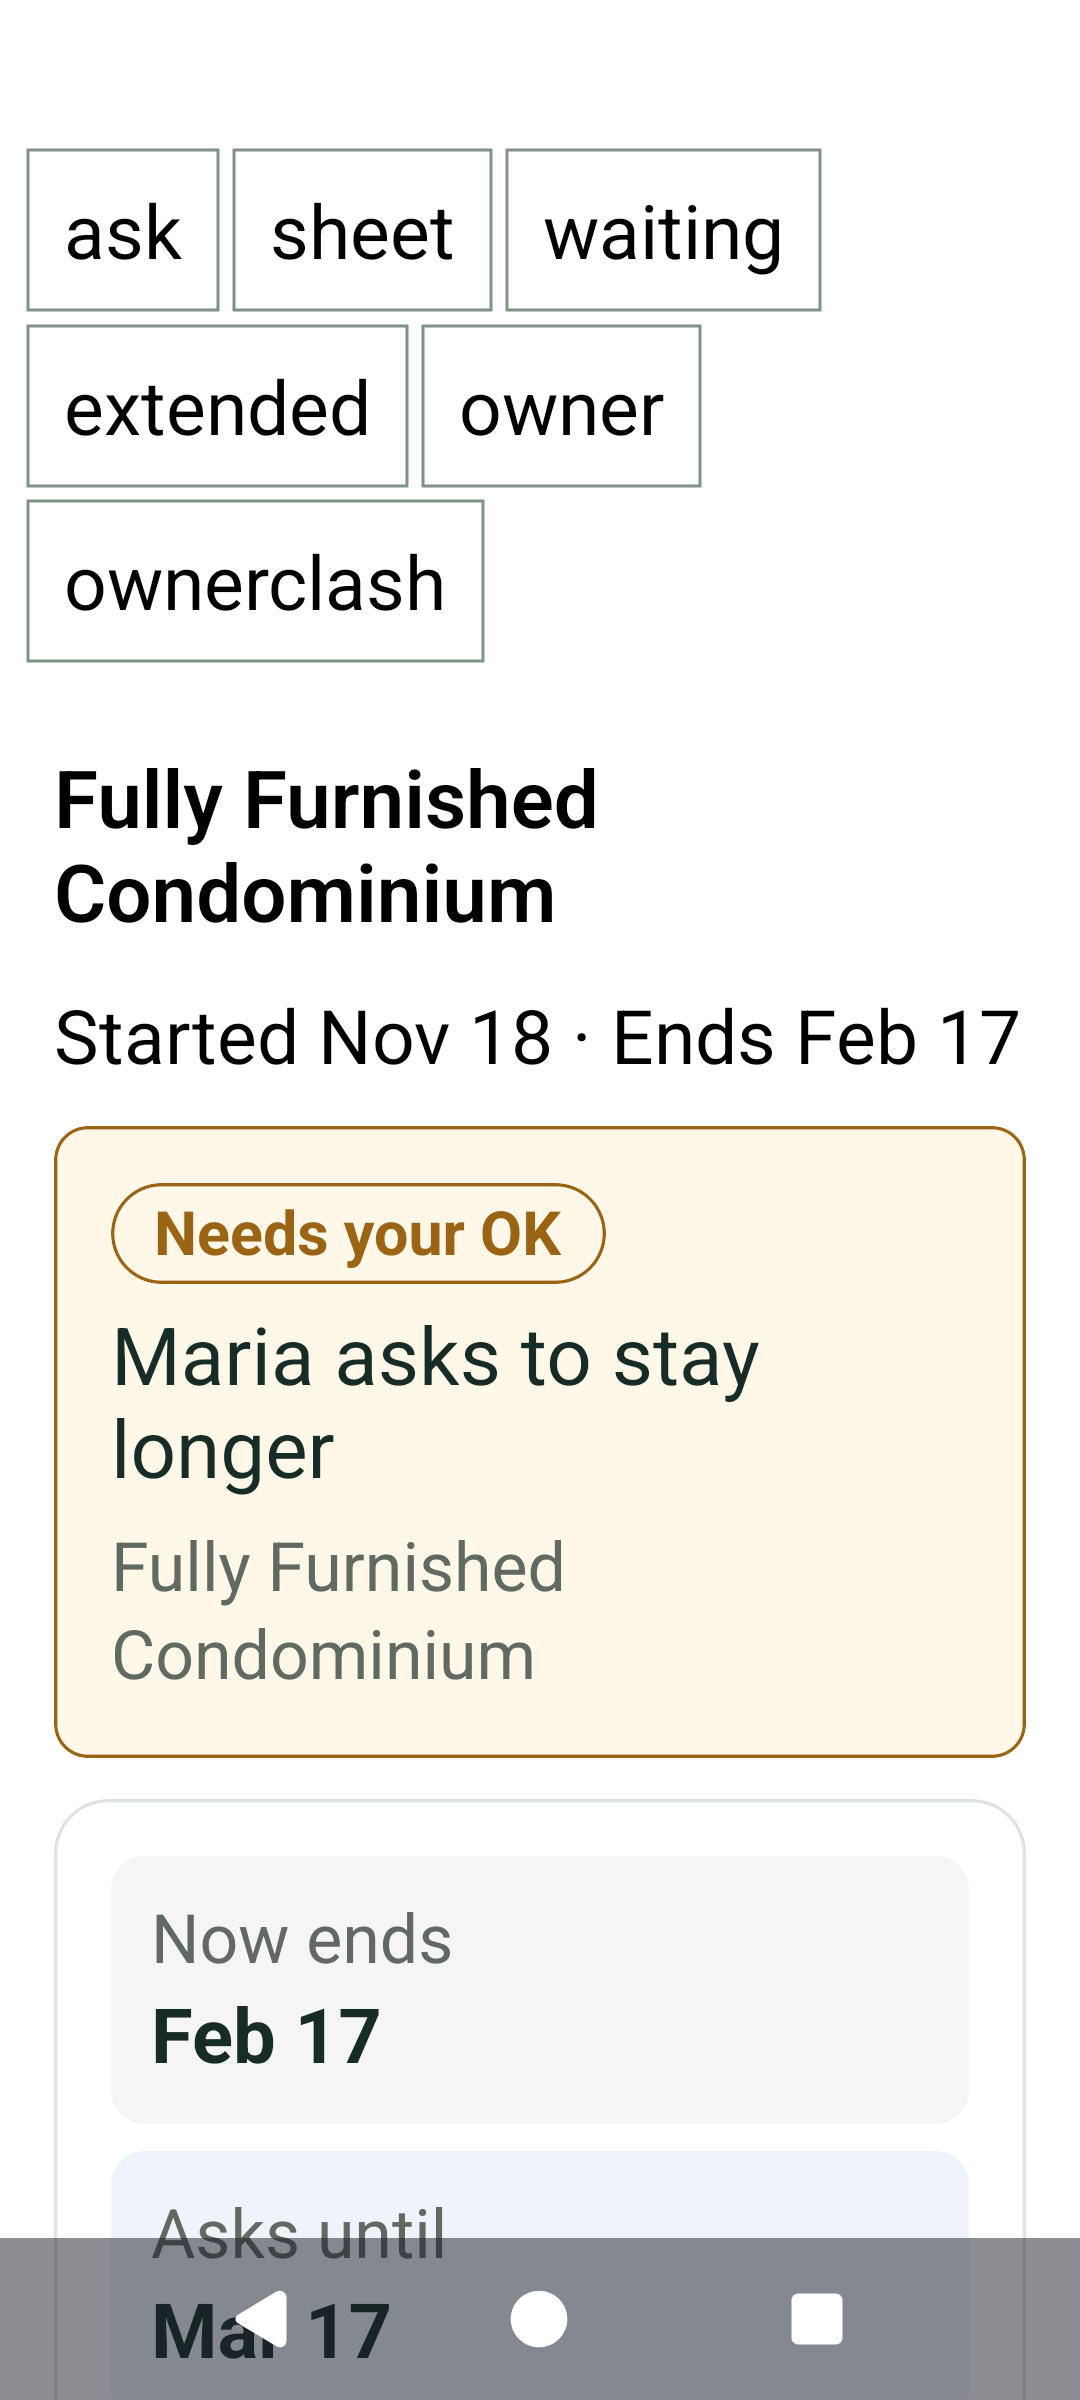 ask sheet waiting
extended owner
ownerclash
Fully Furnished
Condominium
Started Nov 18 · Ends Feb 17
Needs your OK
Maria asks to stay
longer
Fully Furnished
Condominium
Now ends
Feb 17
Asks until
Mar 17